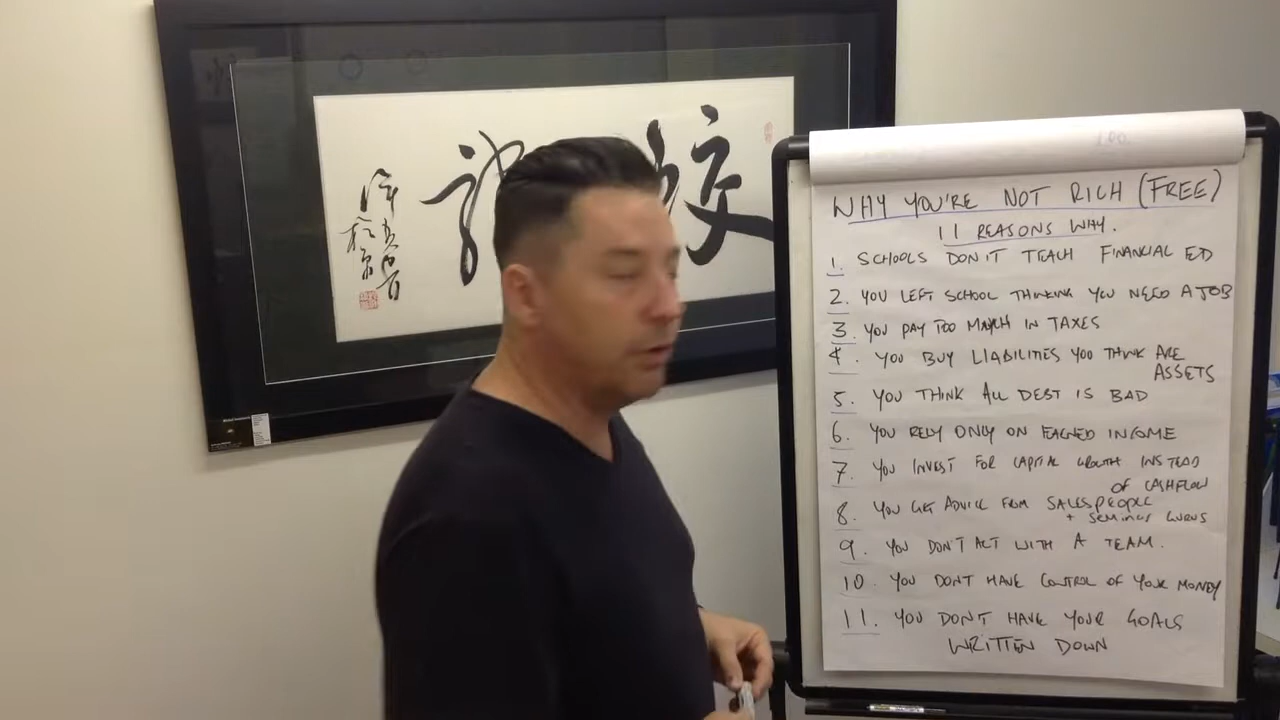 交
WHY YOU'RE NOT RICH (FREE)
11 REASONS WHY.
1. SCHOOLS DON'T TEACH FINANCIAL ED
2. YOU LEFT SCHOOL THINKING YOU NEED A JOB
3. YOU PAY TOO MUCH IN TAXES
4. YOU BUY LIABILITIES YOU THINK ARE
ASSETS
5. YOU THINK ALL DEBT IS BAD
6. YOU RELY ONLY ON EARNED INCOME
7. YOU INVEST FOR CAPITAL GROWTH INSTEAD
OF CASHFLOW
8. YOU GET ADVICE FROM SALESPEOPLE
+ SEMINAR GURUS
9. YOU DON'T ACT WITH A TEAM.
10. YOU DON'T HAVE CONTROL OF YOUR MONEY
11. YOU DON'T HAVE YOUR GOALS
WRITTEN DOWN